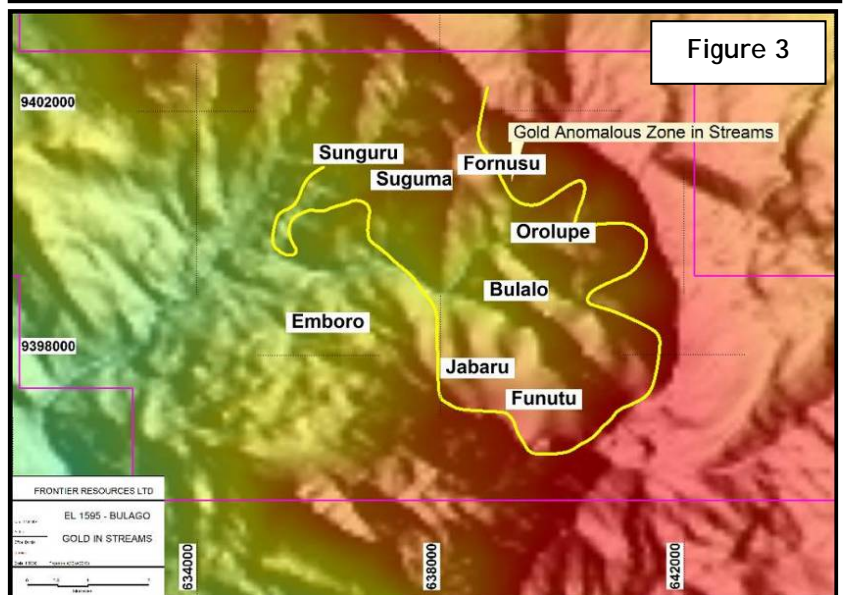 Figure 3
9402000
Gold Anomalous Zone in Streams
Sunguru
Fornusu
Suguma
Orolupe
Bulalo
Emboro
9398000
Jabaru
Funutu
FRONTIER RESOURCES LTD
EL 1595 - BULAGO
GOLD IN STREAMS
634000
638000
642000